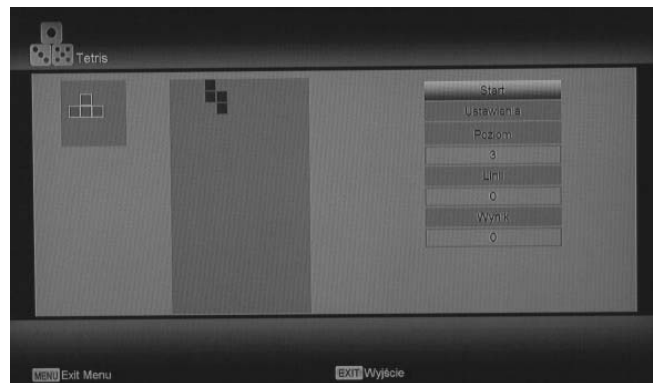 Tetris
Start
Ustawienia
Poziom
3
Linii
0
Wynik
0
MENU Exit Menu
EXIT Wyjście